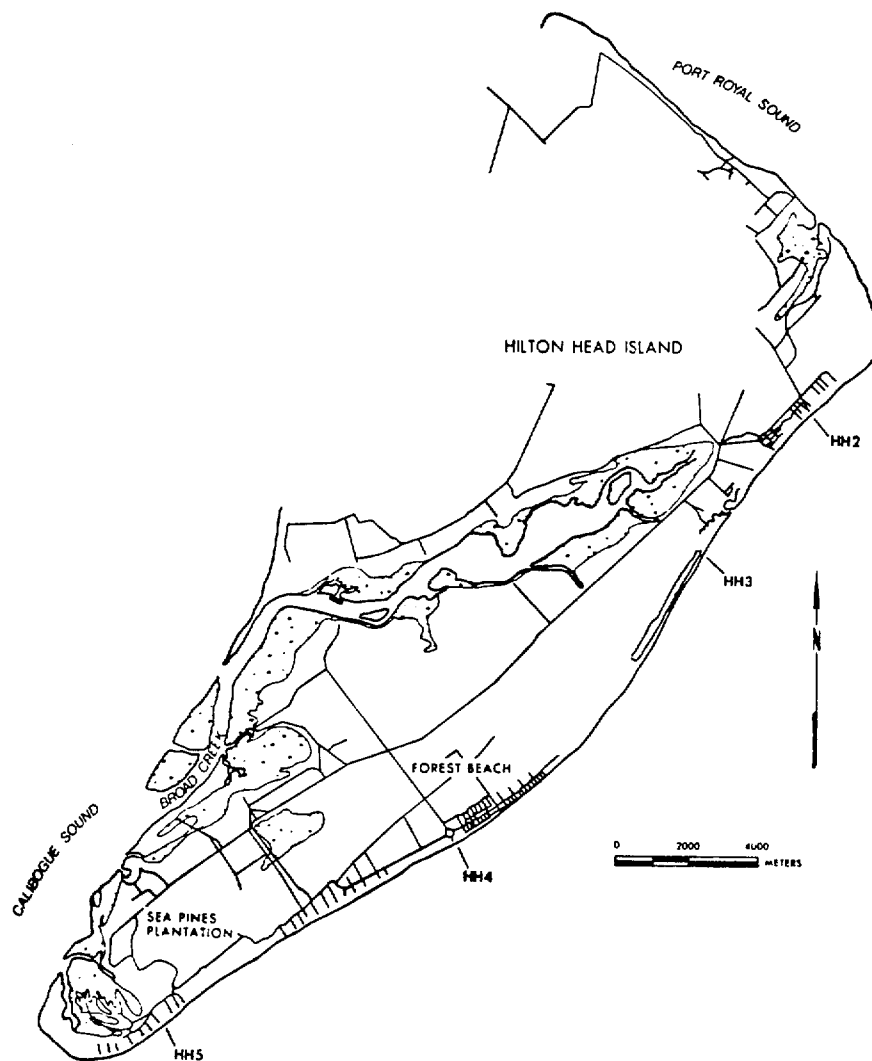 PORT ROYAL SOUND
HILTON HEAD ISLAND
HH2
HH3
N
BROAD CREEK
FOREST BEACH
CALIBOGUE SOUND
0 2000 4000
METERS
HH4
SEA PINES
PLANTATION
HH5